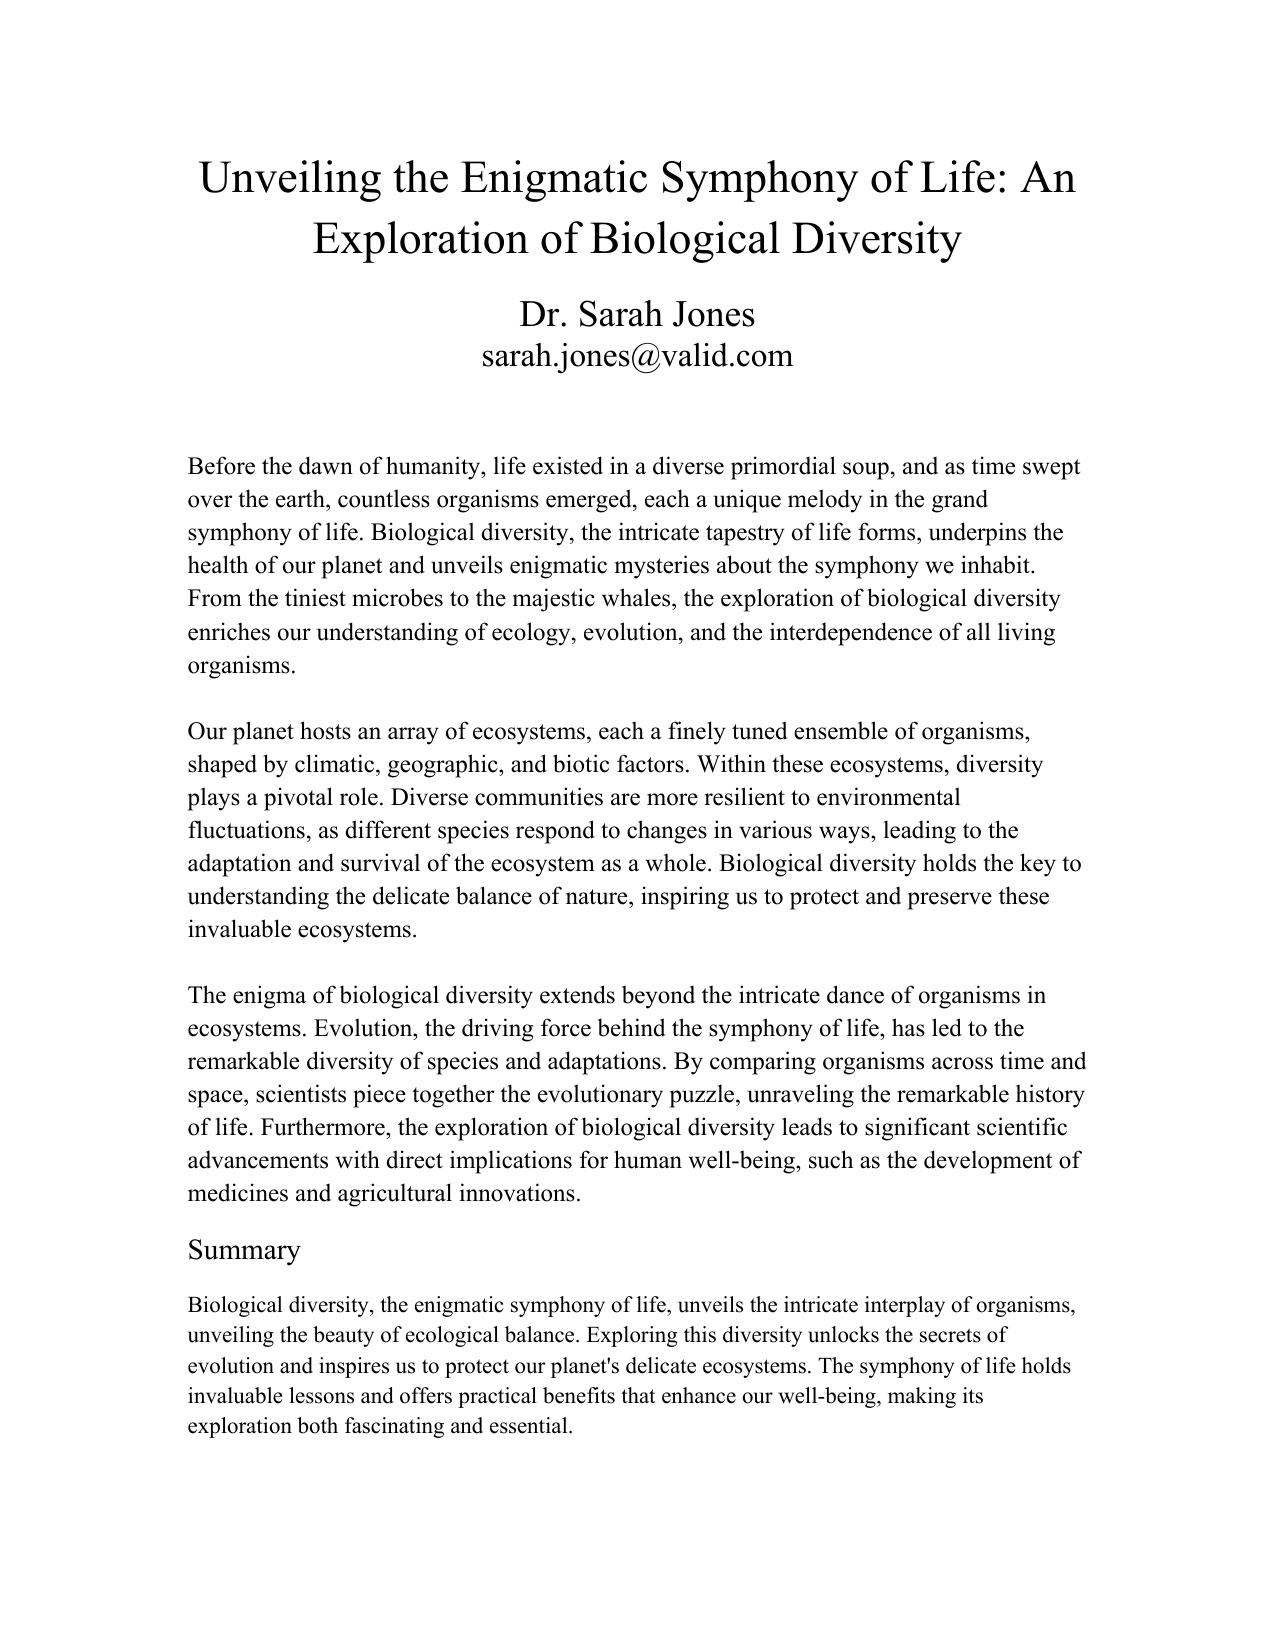 Unveiling the Enigmatic Symphony of Life: An
Exploration of Biological Diversity
Dr. Sarah Jones
sarah.jones@valid.com
Before the dawn of humanity, life existed in a diverse primordial soup, and as time swept
over the earth, countless organisms emerged, each a unique melody in the grand
symphony of life. Biological diversity, the intricate tapestry of life forms, underpins the
health of our planet and unveils enigmatic mysteries about the symphony we inhabit.
From the tiniest microbes to the majestic whales, the exploration of biological diversity
enriches our understanding of ecology, evolution, and the interdependence of all living
organisms.
Our planet hosts an array of ecosystems, each a finely tuned ensemble of organisms,
shaped by climatic, geographic, and biotic factors. Within these ecosystems, diversity
plays a pivotal role. Diverse communities are more resilient to environmental
fluctuations, as different species respond to changes in various ways, leading to the
adaptation and survival of the ecosystem as a whole. Biological diversity holds the key to
understanding the delicate balance of nature, inspiring us to protect and preserve these
invaluable ecosystems.
The enigma of biological diversity extends beyond the intricate dance of organisms in
ecosystems. Evolution, the driving force behind the symphony of life, has led to the
remarkable diversity of species and adaptations. By comparing organisms across time and
space, scientists piece together the evolutionary puzzle, unraveling the remarkable history
of life. Furthermore, the exploration of biological diversity leads to significant scientific
advancements with direct implications for human well-being, such as the development of
medicines and agricultural innovations.
Summary
Biological diversity, the enigmatic symphony of life, unveils the intricate interplay of organisms,
unveiling the beauty of ecological balance. Exploring this diversity unlocks the secrets of
evolution and inspires us to protect our planet's delicate ecosystems. The symphony of life holds
invaluable lessons and offers practical benefits that enhance our well-being, making its
exploration both fascinating and essential.